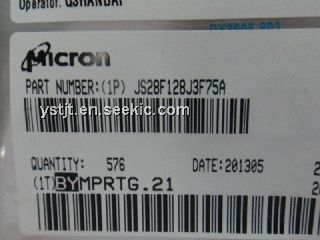 Operator: QSHANDAI
Micron
PART NUMBER:(1P) JS28F128J3F75A
ystjt.en.seekic.com
QUANTITY: 576 DATE:201305
(1T)BYMPRTG.21